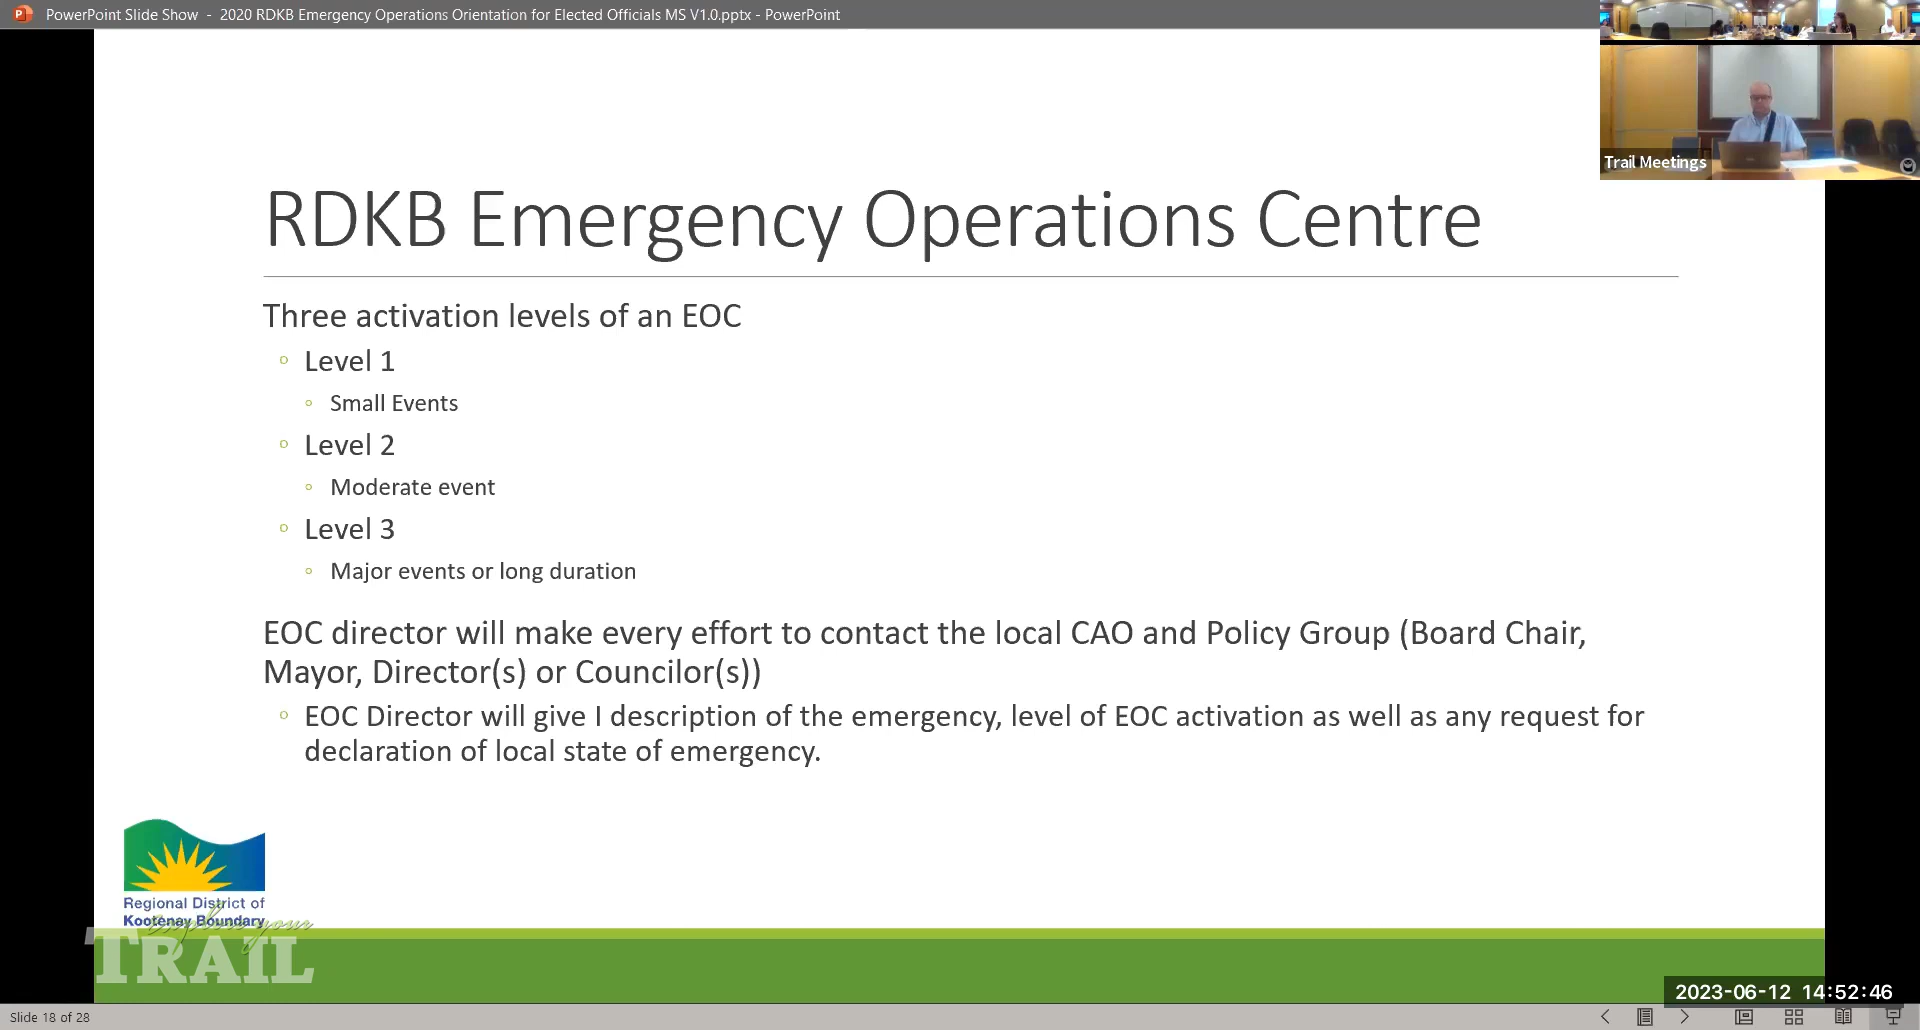 PowerPoint Slide Show - 2020 RDKB Emergency Operations Orientation for Elected Officials MS V1.0.pptx - PowerPoint
Trail Meetings
RDKB Emergency Operations Centre
Three activation levels of an EOC
Level 1
Small Events
Level 2
Moderate event
Level 3
Major events or long duration
EOC director will make every effort to contact the local CAO and Policy Group (Board Chair,
Mayor, Director(s) or Councilor(s))
EOC Director will give I description of the emergency, level of EOC activation as well as any request for
declaration of local state of emergency.
Regional District of
Kootenay Boundary
explore your
TRAIL
2023-06-12 14:52:46
Slide 18 of 28